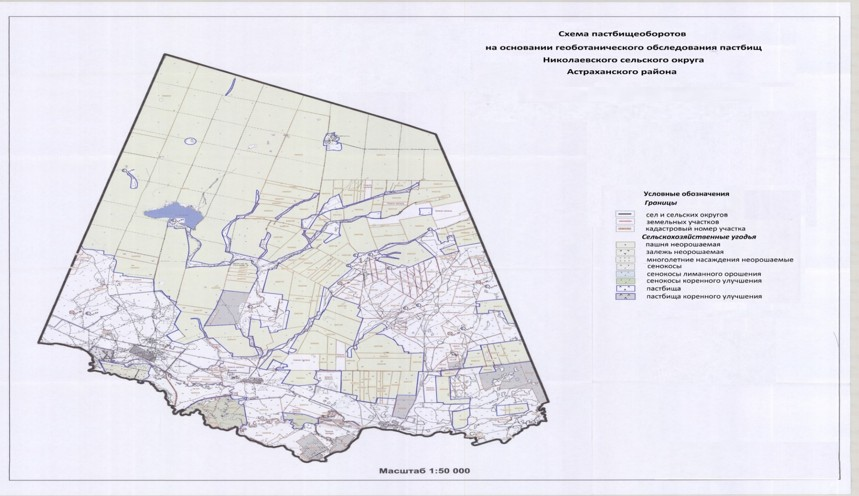 Схема пастбищеоборотов
на основании геоботанического обследования пастбищ
Николаевского сельского округа
Астраханского района
Условные обозначения
Границы
сел и сельских округов
земельных участков
кадастровый номер участка
Сельскохозяйственные угодья
пашня неорошаемая
залежь неорошаемая
многолетние насаждения неорошаемые
сенокосы
сенокосы лиманного орошения
сенокосы коренного улучшения
пастбища
пастбища коренного улучшения
Масштаб 1:50 000